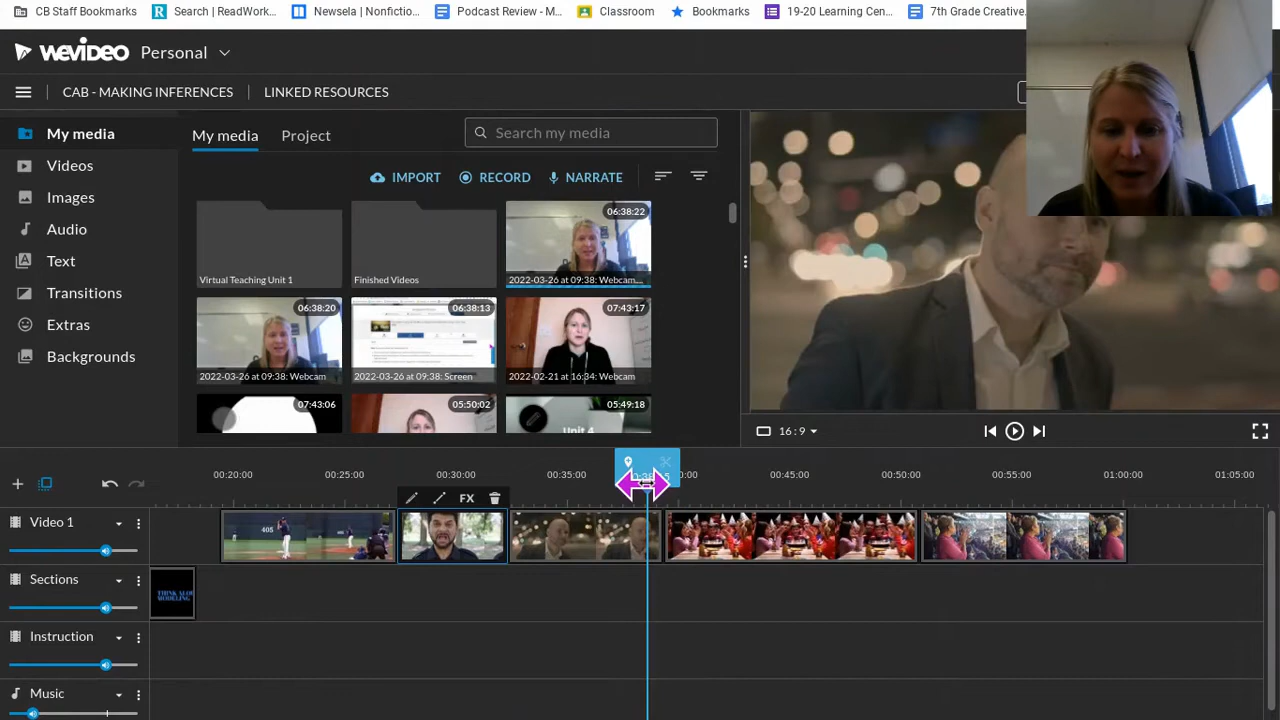 CB Staff Bookmarks
Search | ReadWork...
Newsela | Nonfictio...
Podcast Review - M...
Classroom
Bookmarks
19-20 Learning Cen...
7th Grade Creative...
WEVIDEO Personal
CAB - MAKING INFERENCES
LINKED RESOURCES
My media
Videos
Images
Audio
Text
Transitions
Extras
Backgrounds
My media
Project
Search my media
IMPORT
RECORD
NARRATE
Virtual Teaching Unit 1
Finished Videos
06:38:22
2022-03-26 at 09:38: Webcam...
06:38:20
2022-03-26 at 09:38: Webcam
06:38:13
2022-03-26 at 09:38: Screen
07:43:17
2022-02-21 at 16:34: Webcam
07:43:06
05:50:02
05:49:18
Unit 4
16:9
00:20:00
00:25:00
00:30:00
00:35:00
00:45:00
00:50:00
00:55:00
01:00:00
01:05:00
FX
Video 1
405
Sections
THINK ALOUD
MODELING
Instruction
Music